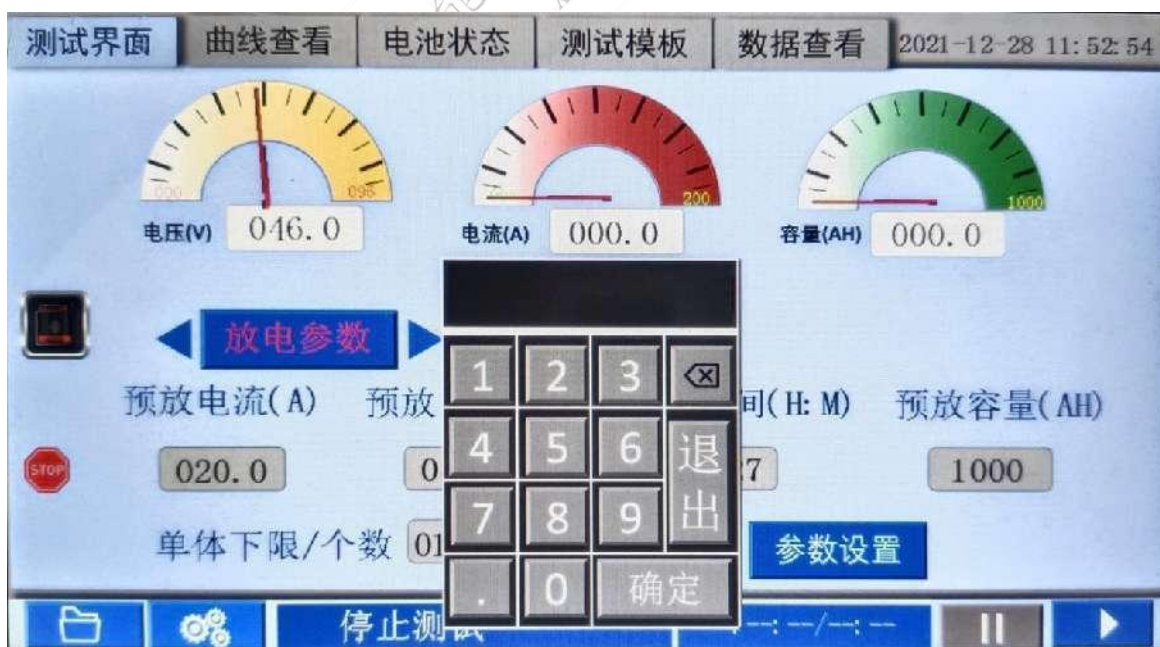 测试界面 曲线查看 电池状态 测试模板 数据查看 2021-12-28 11:52:54
000 096 200 1000
电压(V) 046.0 电流(A) 000.0 容量(AH) 000.0
放电参数
1 2 3
预放电流(A) 预放 间(H:M) 预放容量(AH)
4 5 6 退出
STOP 020.0 0 7 1000
7 8 9
单体下限/个数 01 参数设置
. 0 确定
停止测试 --:--/--:--